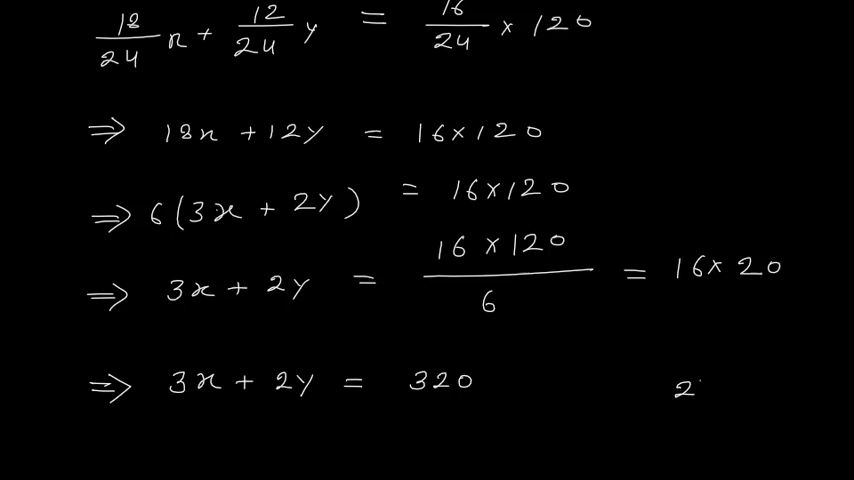 18/24 x + 12/24 y = 16/24 × 120
⇒ 18x + 12y = 16×120
⇒ 6(3x + 2y) = 16×120
⇒ 3x + 2y = 16 × 120 / 6 = 16× 20
⇒ 3x + 2y = 320 2